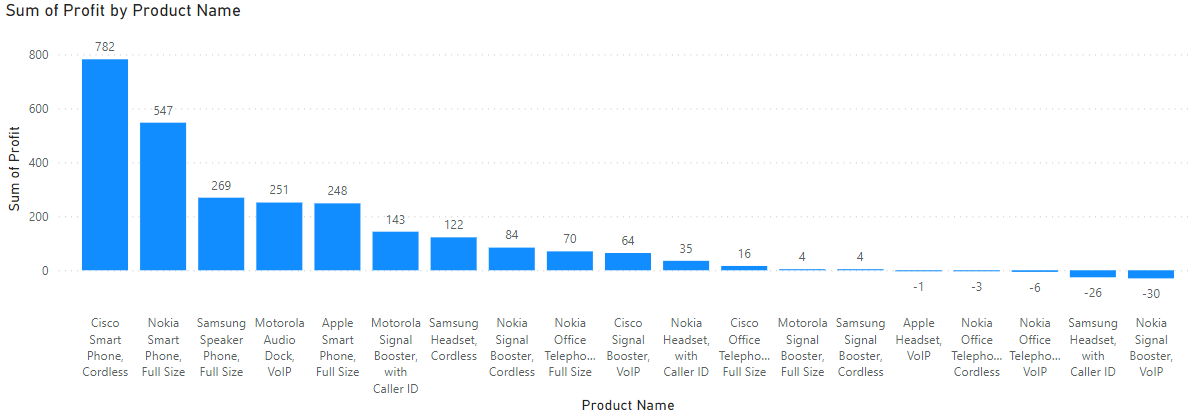 Sum of Profit by Product Name
Sum of Profit
800
600
400
200
0
782
547
269
251
248
143
122
84
70
64
35
16
4
4
-1
-3
-6
-26
-30
Cisco
Smart
Phone,
Cordless
Nokia
Smart
Phone,
Full Size
Samsung
Speaker
Phone,
Full Size
Motorola
Audio
Dock,
VoIP
Apple
Smart
Phone,
Full Size
Motorola
Signal
Booster,
with
Caller ID
Samsung
Headset,
Cordless
Nokia
Signal
Booster,
Cordless
Nokia
Office
Telepho...
Full Size
Cisco
Signal
Booster,
VoIP
Nokia
Headset,
with
Caller ID
Cisco
Office
Telepho...
Full Size
Motorola
Signal
Booster,
Full Size
Samsung
Signal
Booster,
Cordless
Apple
Headset,
VoIP
Nokia
Office
Telepho...
Cordless
Nokia
Office
Telepho...
VoIP
Samsung
Headset,
with
Caller ID
Nokia
Signal
Booster,
VoIP
Product Name